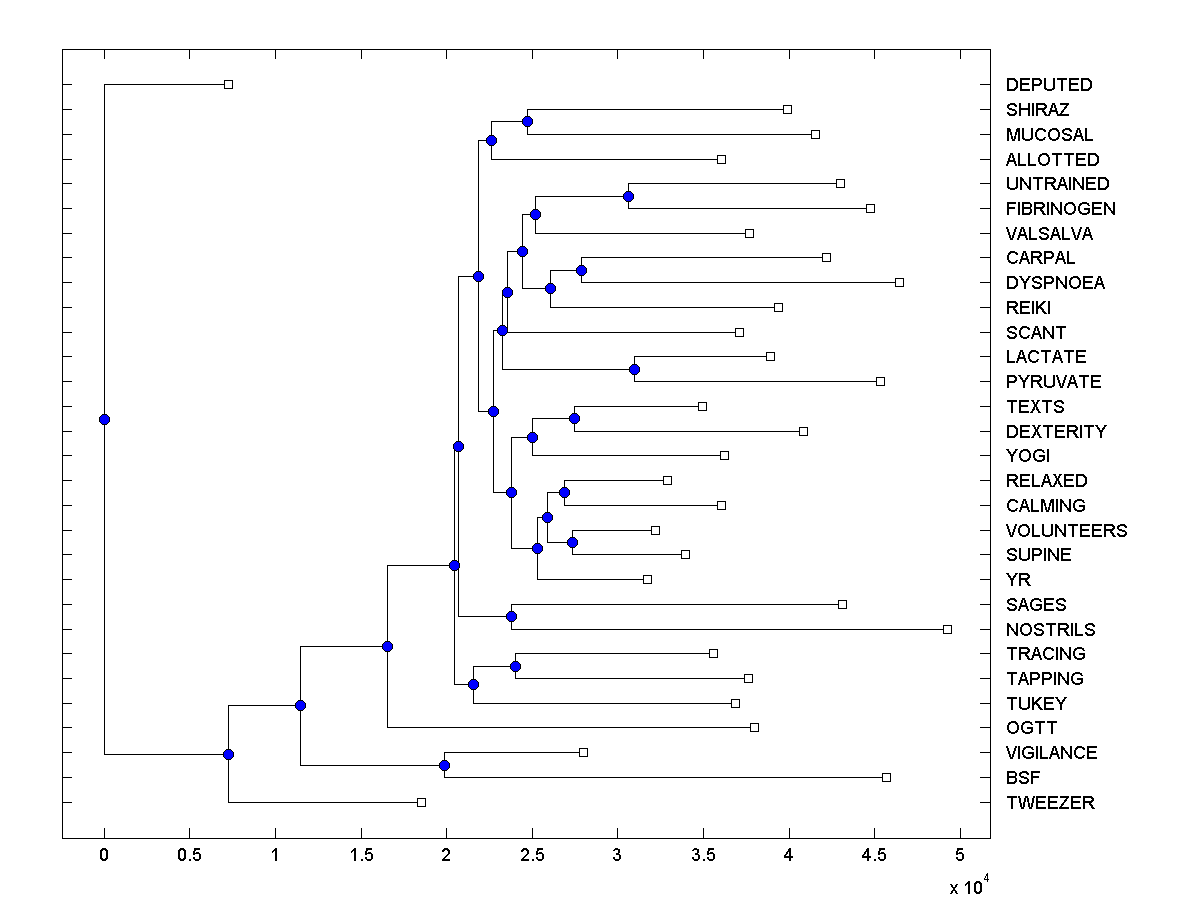 DEPUTED
SHIRAZ
MUCOSAL
ALLOTTED
UNTRAINED
FIBRINOGEN
VALSALVA
CARPAL
DYSPNOEA
REIKI
SCANT
LACTATE
PYRUVATE
TEXTS
DEXTERITY
YOGI
RELAXED
CALMING
VOLUNTEERS
SUPINE
YR
SAGES
NOSTRILS
TRACING
TAPPING
TUKEY
OGTT
VIGILANCE
BSF
TWEEZER
0 0.5 1 1.5 2 2.5 3 3.5 4 4.5 5
x 10^4